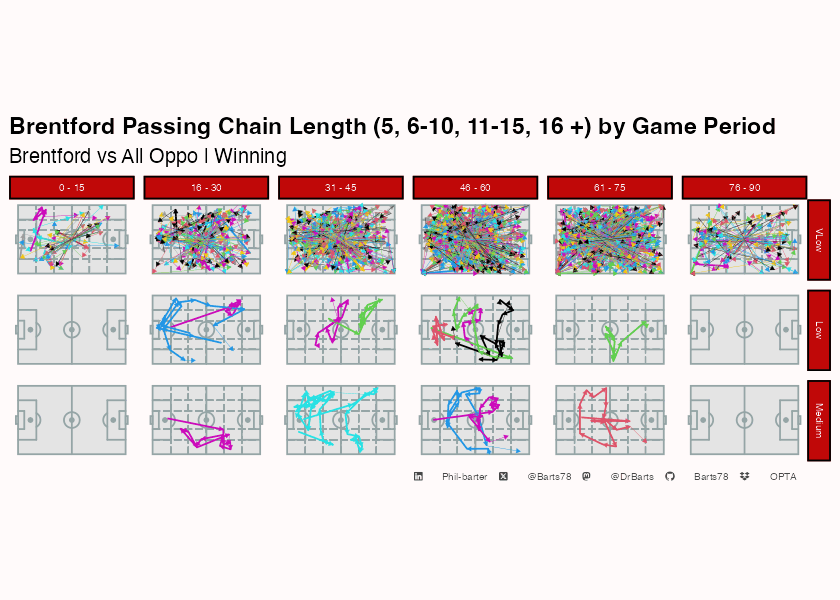 Brentford Passing Chain Length (5, 6-10, 11-15, 16 +) by Game Period
Brentford vs All Oppo I Winning
0 - 15 16 - 30 31 - 45 46 - 60 61 - 75 76 - 90
VLow
Low
Medium
Phil-barter @Barts78 @DrBarts Barts78 OPTA